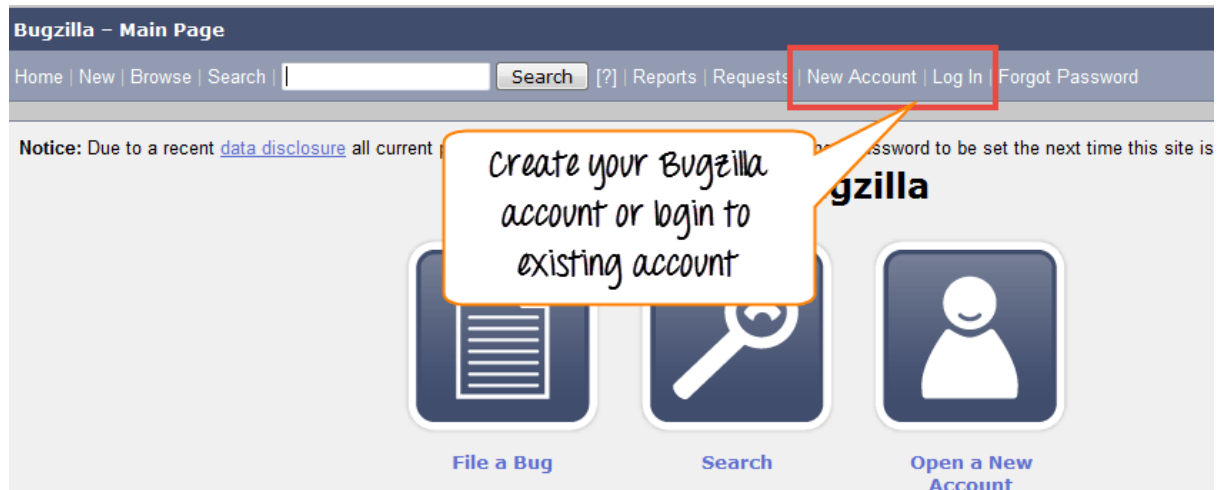 Bugzilla – Main Page
Home | New | Browse | Search | Search [?] | Reports | Requests | New Account | Log In | Forgot Password
Notice: Due to a recent data disclosure all current password to be set the next time this site is
gzilla
Create your Bugzilla
account or login to
existing account
File a Bug
Search
Open a New
Account